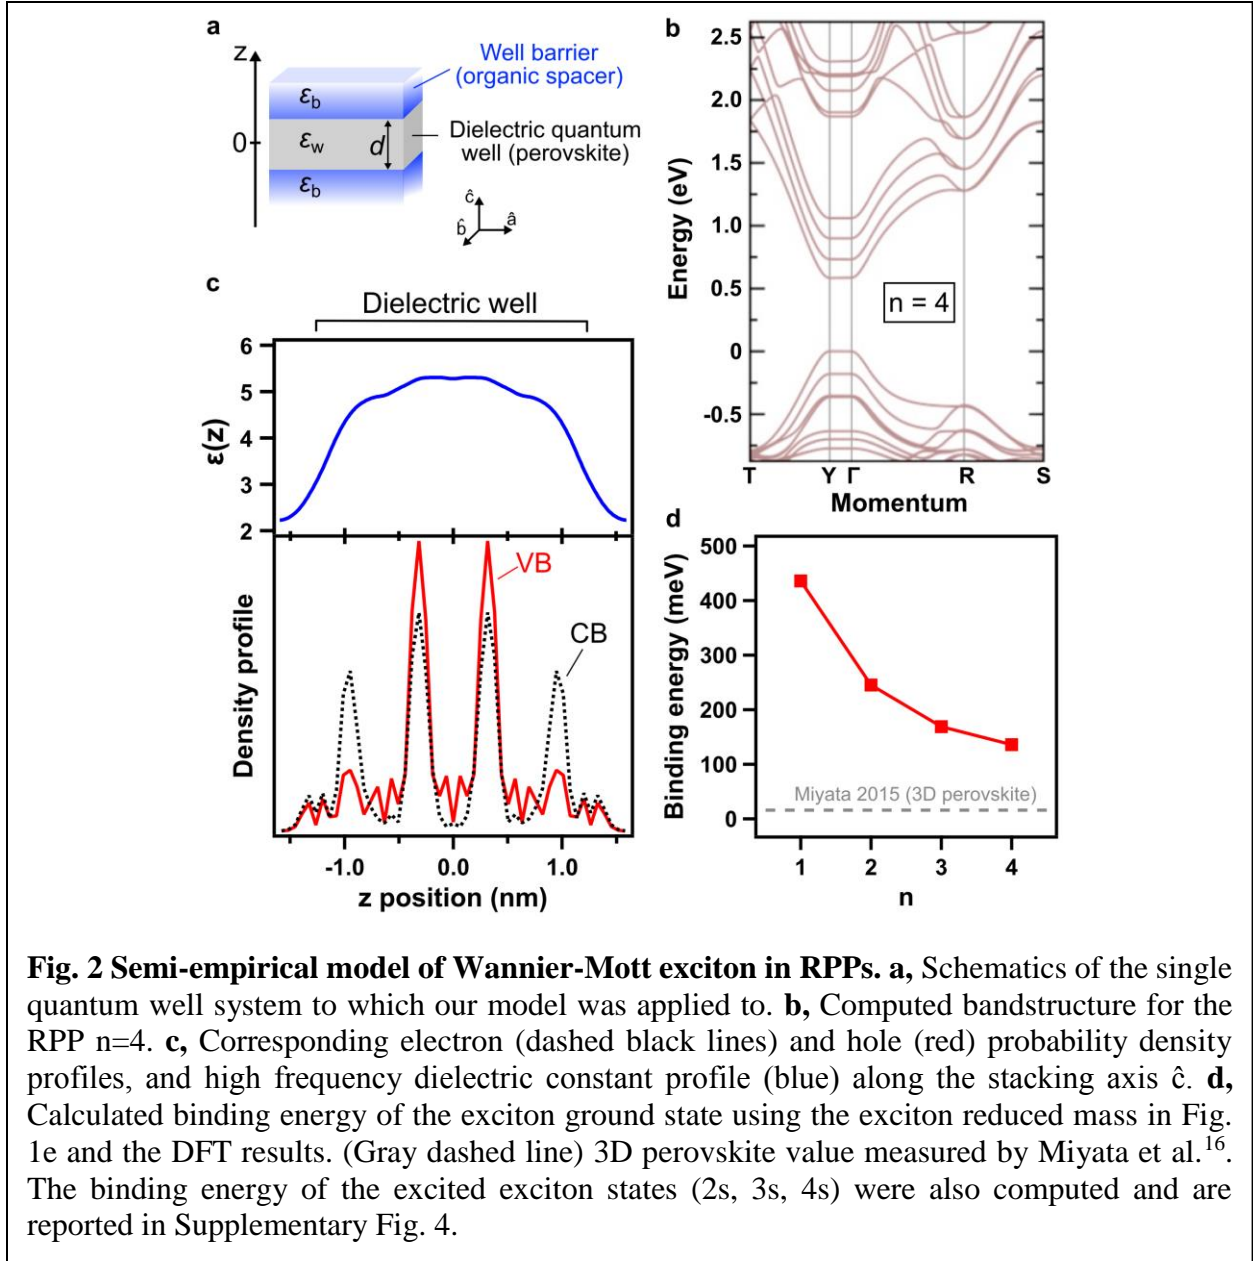 a
z
0
εb
εw
εb
d
Well barrier
(organic spacer)
Dielectric quantum
well (perovskite)
ĉ
b̂
â
b
Energy (eV)
2.5
2.0
1.5
1.0
0.5
0
-0.5
n = 4
T Y Γ R S
Momentum
c
Dielectric well
ε(z)
6
5
4
3
2
Density profile
VB
CB
-1.0 0.0 1.0
z position (nm)
d
Binding energy (meV)
500
400
300
200
100
0
Miyata 2015 (3D perovskite)
1 2 3 4
n
Fig. 2 Semi-empirical model of Wannier-Mott exciton in RPPs. a, Schematics of the single
quantum well system to which our model was applied to. b, Computed bandstructure for the
RPP n=4. c, Corresponding electron (dashed black lines) and hole (red) probability density
profiles, and high frequency dielectric constant profile (blue) along the stacking axis ĉ. d,
Calculated binding energy of the exciton ground state using the exciton reduced mass in Fig.
1e and the DFT results. (Gray dashed line) 3D perovskite value measured by Miyata et al.16.
The binding energy of the excited exciton states (2s, 3s, 4s) were also computed and are
reported in Supplementary Fig. 4.